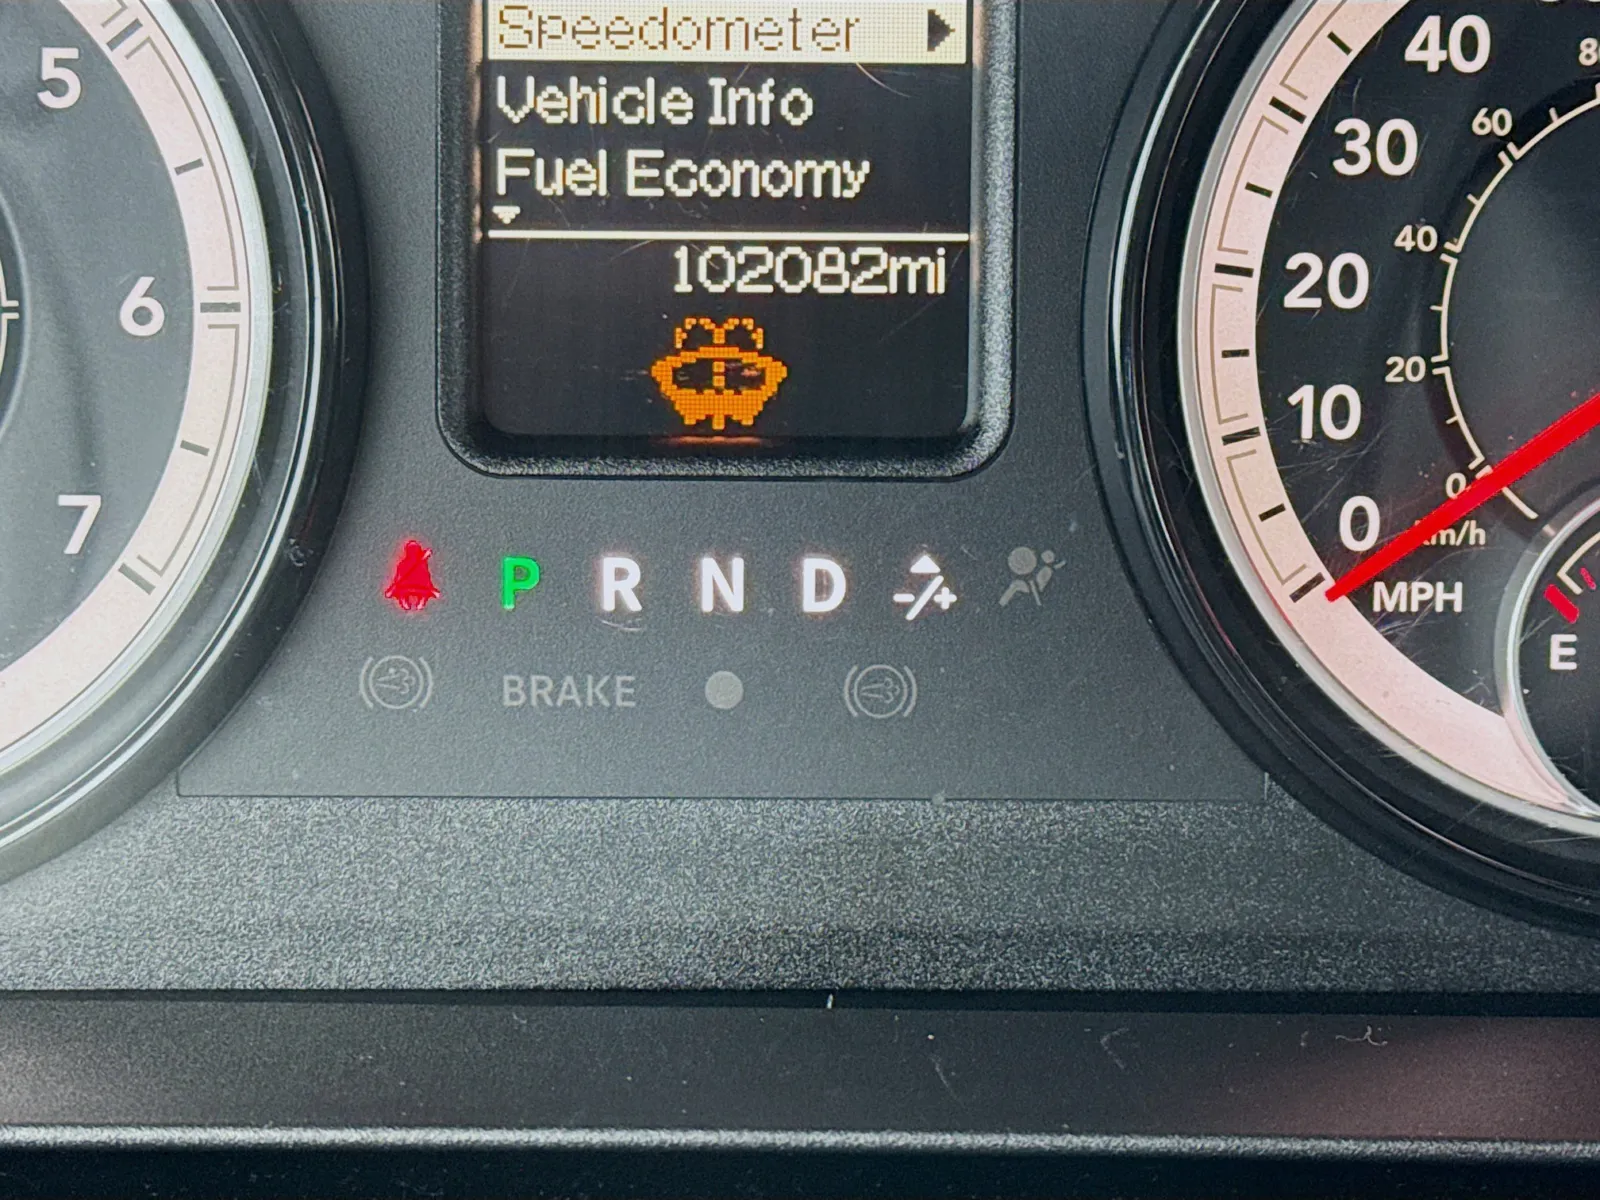 Speedometer
Vehicle Info
Fuel Economy
102082mi
5
6
7
40
30
20
10
0
MPH
60
40
20
0
km/h
E
P R N D -/+
BRAKE